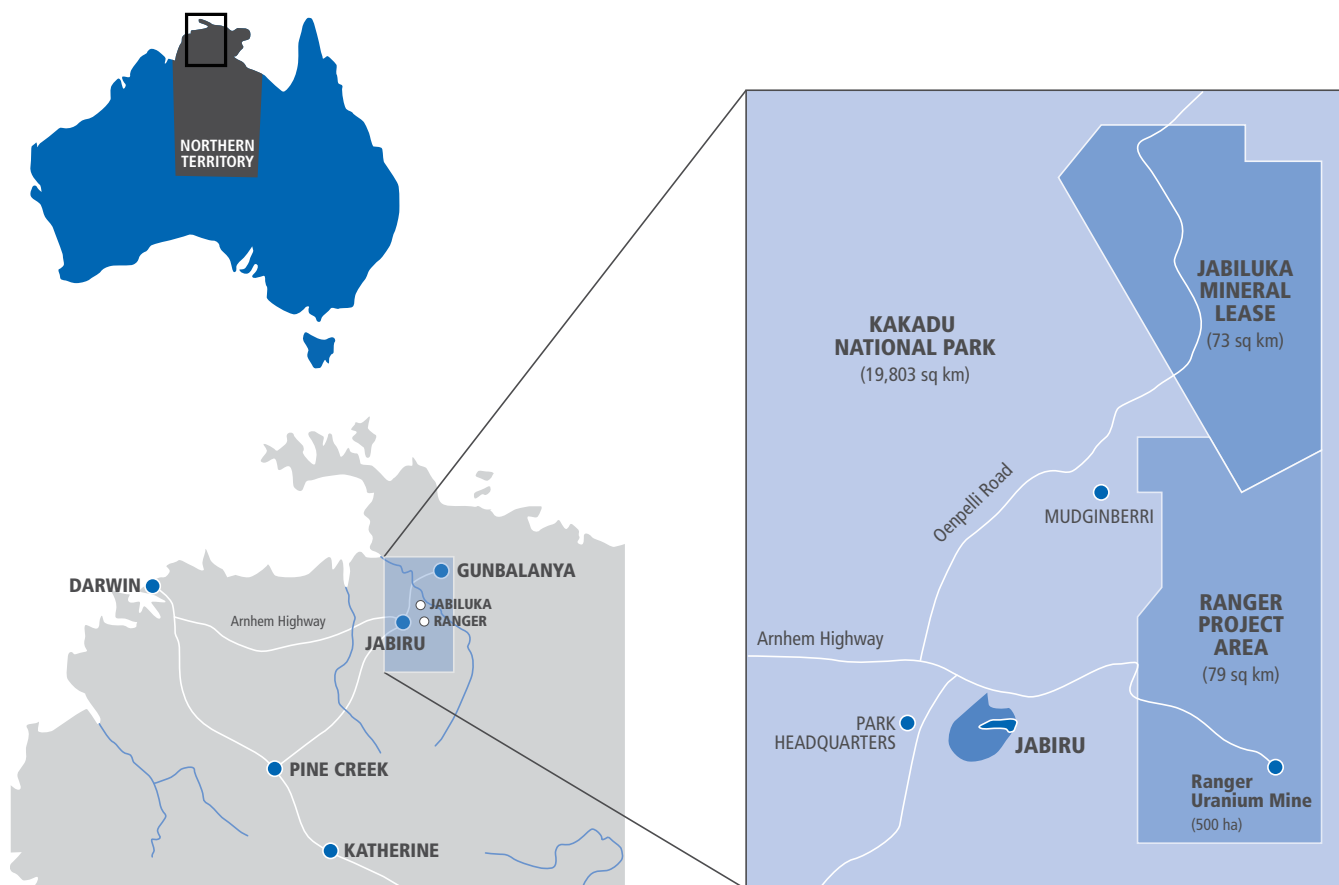 NORTHERN
TERRITORY
DARWIN
GUNBALANYA
JABILUKA
RANGER
Arnhem Highway
JABIRU
PINE CREEK
KATHERINE
KAKADU
NATIONAL PARK
(19,803 sq km)
JABILUKA
MINERAL
LEASE
(73 sq km)
Oenpelli Road
MUDGINBERRI
RANGER
PROJECT
AREA
(79 sq km)
Arnhem Highway
PARK
HEADQUARTERS
JABIRU
Ranger
Uranium Mine
(500 ha)